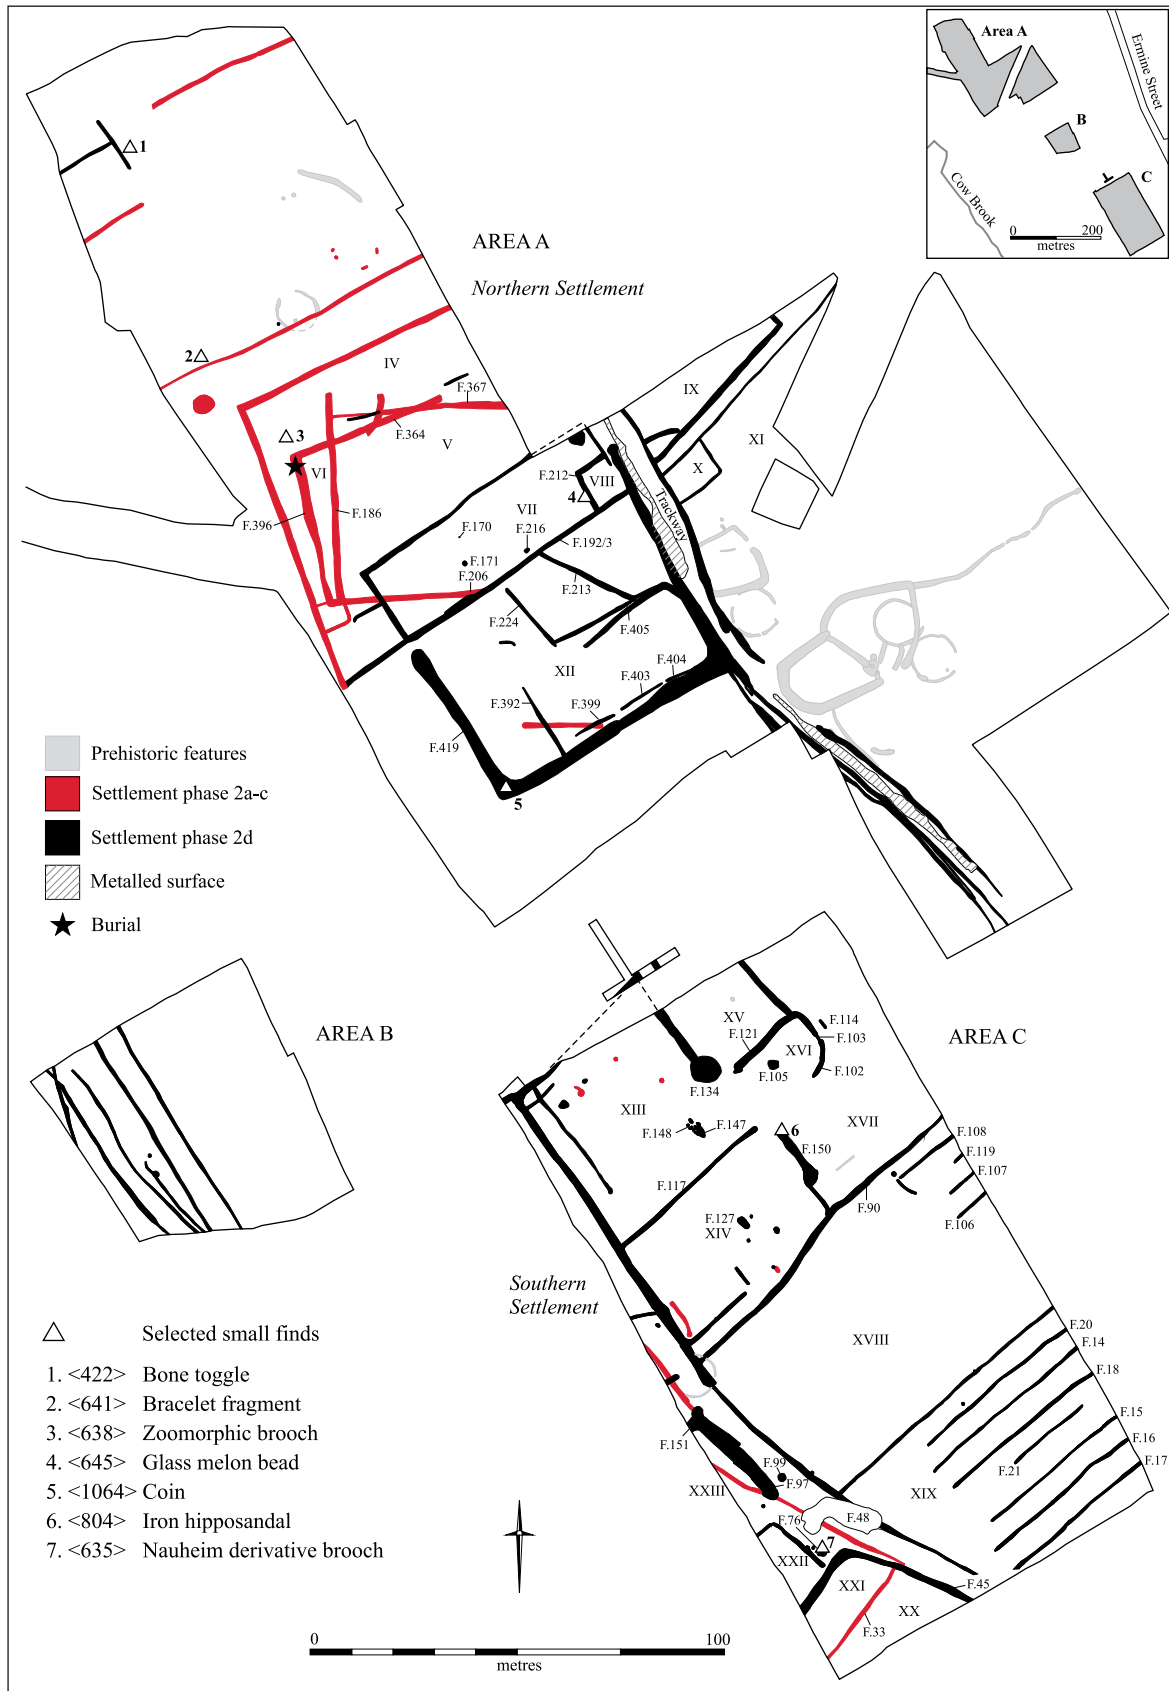 Area A
Ermine Street
B
C
Cow Brook
0 200
metres
1
AREA A
Northern Settlement
2
IV
F.367
IX
3
F.364
V
XI
VI
F.212
VIII
X
4
F.396
F.186
VII
Trackway
F.170
F.216
F.192/3
F.171
F.206
F.213
F.224
F.405
XII
F.404
F.403
F.392
F.399
F.419
5
Prehistoric features
Settlement phase 2a-c
Settlement phase 2d
Metalled surface
Burial
AREA B
XV
F.114
F.121
F.103
AREA C
XVI
F.105
F.102
F.134
XIII
6
XVII
F.148
F.147
F.108
F.150
F.119
F.107
F.117
F.90
F.106
F.127
XIV
Southern
Settlement
XVIII
F.20
F.14
F.18
F.15
F.151
F.16
F.99
F.21
F.17
F.97
XXIII
XIX
F.48
F.76
7
XXII
XXI
F.45
XX
F.33
Selected small finds
1. <422> Bone toggle
2. <641> Bracelet fragment
3. <638> Zoomorphic brooch
4. <645> Glass melon bead
5. <1064> Coin
6. <804> Iron hipposandal
7. <635> Nauheim derivative brooch
0 100
metres